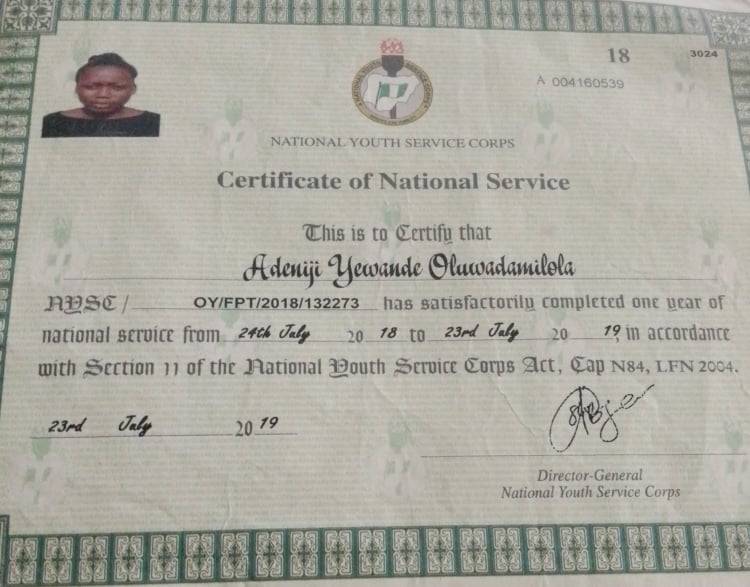 18
3024
A 004160539
NATIONAL YOUTH SERVICE CORPS
Certificate of National Service
This is to Certify that
Adeniji Yewande Oluwadamilola
NYSC/ OY/FPT/2018/132273 has satisfactorily completed one year of
national service from 24th July 20 18 to 23rd July 20 19, in accordance
with Section 11 of the National Youth Service Corps Act, Cap N84, LFN 2004.
23rd July 20 19
Director-General
National Youth Service Corps